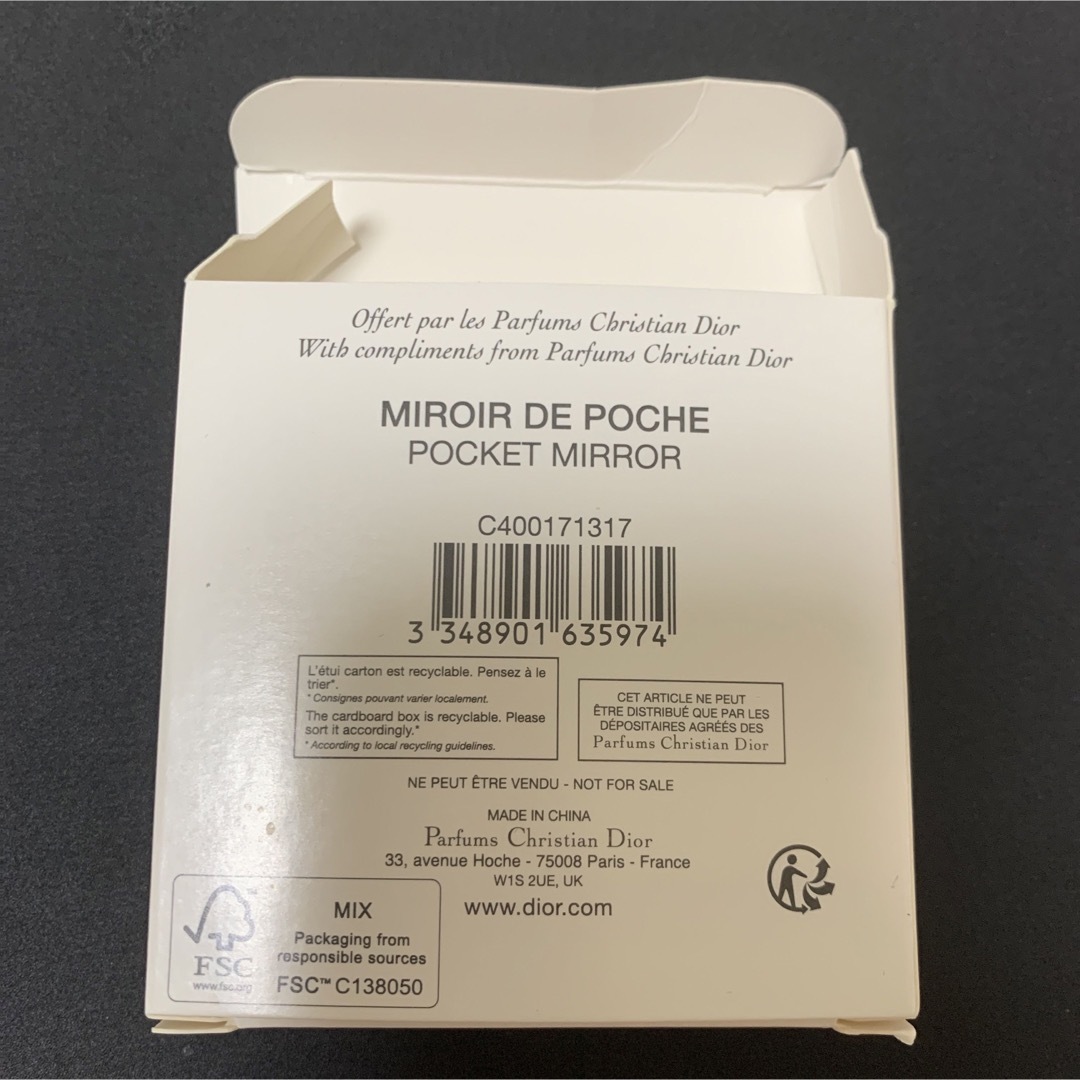 Offert par les Parfums Christian Dior
With compliments from Parfums Christian Dior
MIROIR DE POCHE
POCKET MIRROR
C400171317
3 348901 635974
L'étui carton est recyclable. Pensez à le
trier*.
* Consignes pouvant varier localement.
The cardboard box is recyclable. Please
sort it accordingly.*
* According to local recycling guidelines.
CET ARTICLE NE PEUT
ÊTRE DISTRIBUÉ QUE PAR LES
DÉPOSITAIRES AGRÉÉS DES
Parfums Christian Dior
NE PEUT ÊTRE VENDU - NOT FOR SALE
MADE IN CHINA
Parfums Christian Dior
33, avenue Hoche - 75008 Paris - France
W1S 2UE, UK
www.dior.com
FSC
www.fsc.org
MIX
Packaging from
responsible sources
FSC™ C138050